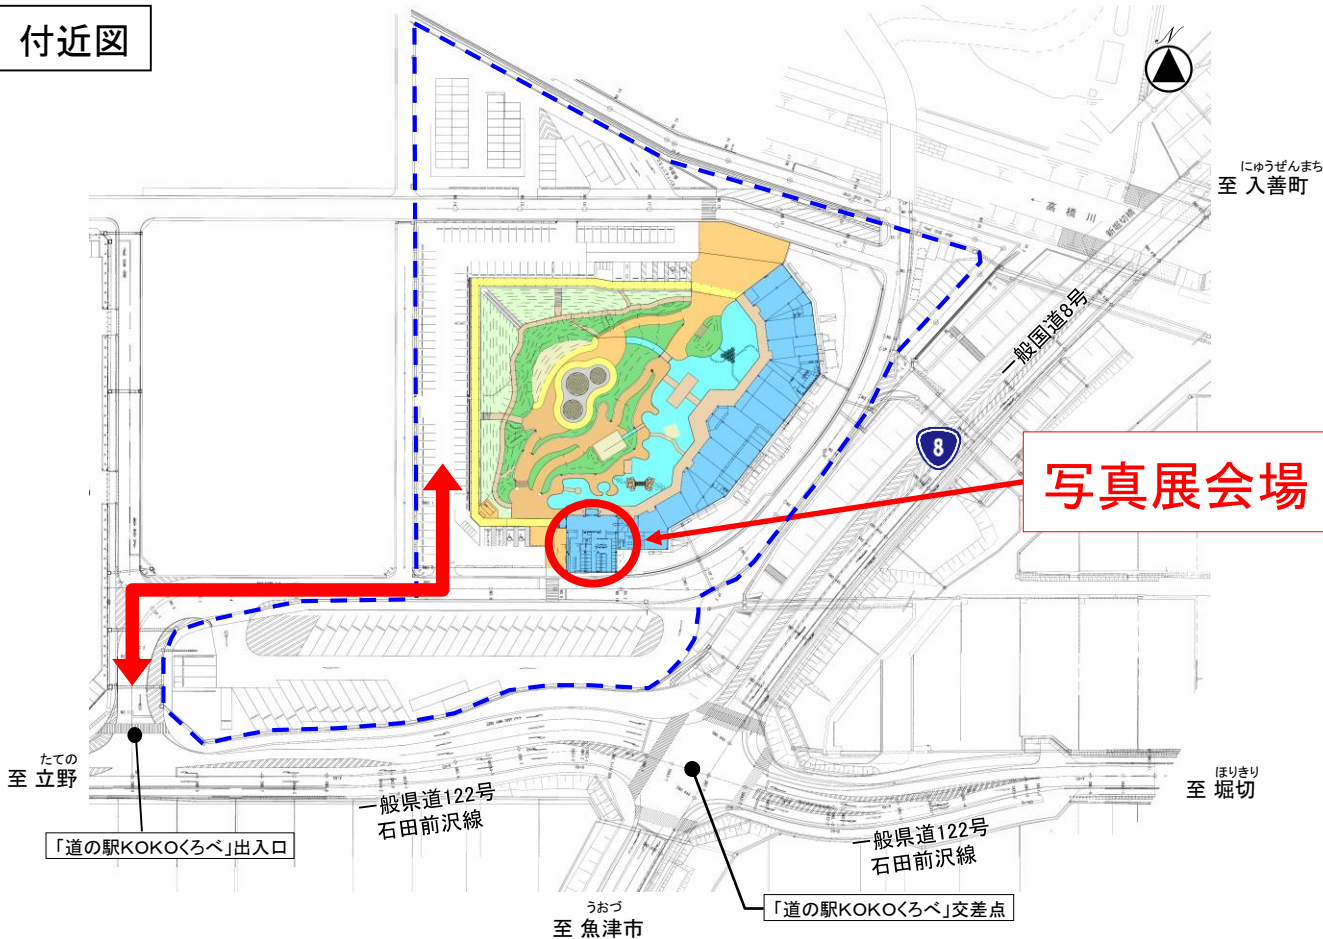 付近図
N
にゅうぜんまち
至 入善町
高橋川
新堀切橋
一般国道8号
8
写真展会場
たての
至 立野
一般県道122号
石田前沢線
「道の駅KOKOくろべ」出入口
ほりきり
至 堀切
一般県道122号
石田前沢線
「道の駅KOKOくろべ」交差点
うおづ
至 魚津市